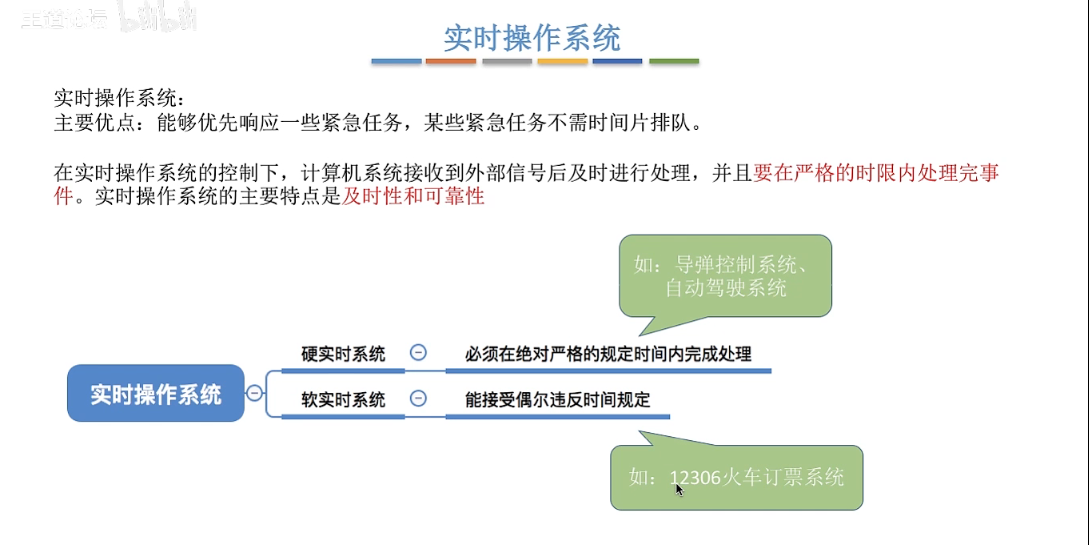 王道论坛 bilibili
实时操作系统
实时操作系统：
主要优点：能够优先响应一些紧急任务，某些紧急任务不需时间片排队。
在实时操作系统的控制下，计算机系统接收到外部信号后及时进行处理，并且要在严格的时限内处理完事
件。实时操作系统的主要特点是及时性和可靠性
如：导弹控制系统、
自动驾驶系统
硬实时系统 必须在绝对严格的规定时间内完成处理
实时操作系统
软实时系统 能接受偶尔违反时间规定
如：12306火车订票系统